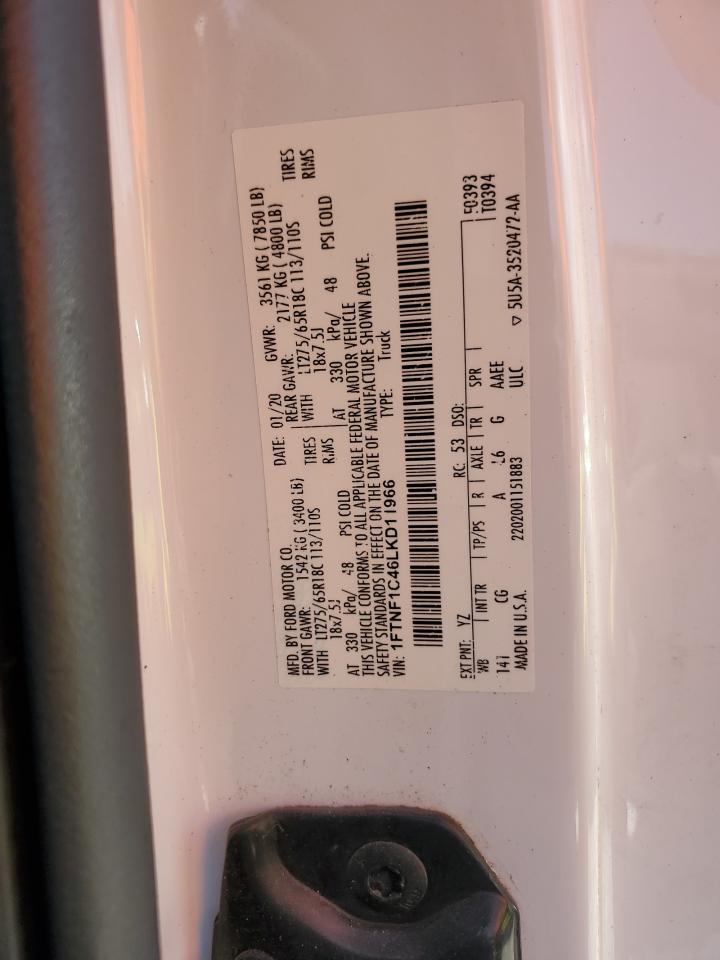 MFD. BY FORD MOTOR CO. DATE: 01/20 GVWR: 3561 KG ( 7850 LB)
FRONT GAWR: 1542 KG ( 3400 LB) REAR GAWR: 2177 KG ( 4800 LB)
WITH LT275/65R18C 113/110S TIRES WITH LT275/65R18C 113/110S TIRES
18x7.5J RIMS 18x7.5J RIMS
AT 330 kPa/ 48 PSI COLD AT 330 kPa/ 48 PSI COLD
THIS VEHICLE CONFORMS TO ALL APPLICABLE FEDERAL MOTOR VEHICLE
SAFETY STANDARDS IN EFFECT ON THE DATE OF MANUFACTURE SHOWN ABOVE.
VIN: 1FTNF1C46LKD11966 TYPE: Truck
EXT PNT: YZ RC: 53 DSO: F0393
WB INT TR TP/PS R AXLE TR SPR T0394
141 CG A L6 G AAEE
MADE IN U.S.A. 2202001151883 ULC ▽ 5U5A-3520472-AA